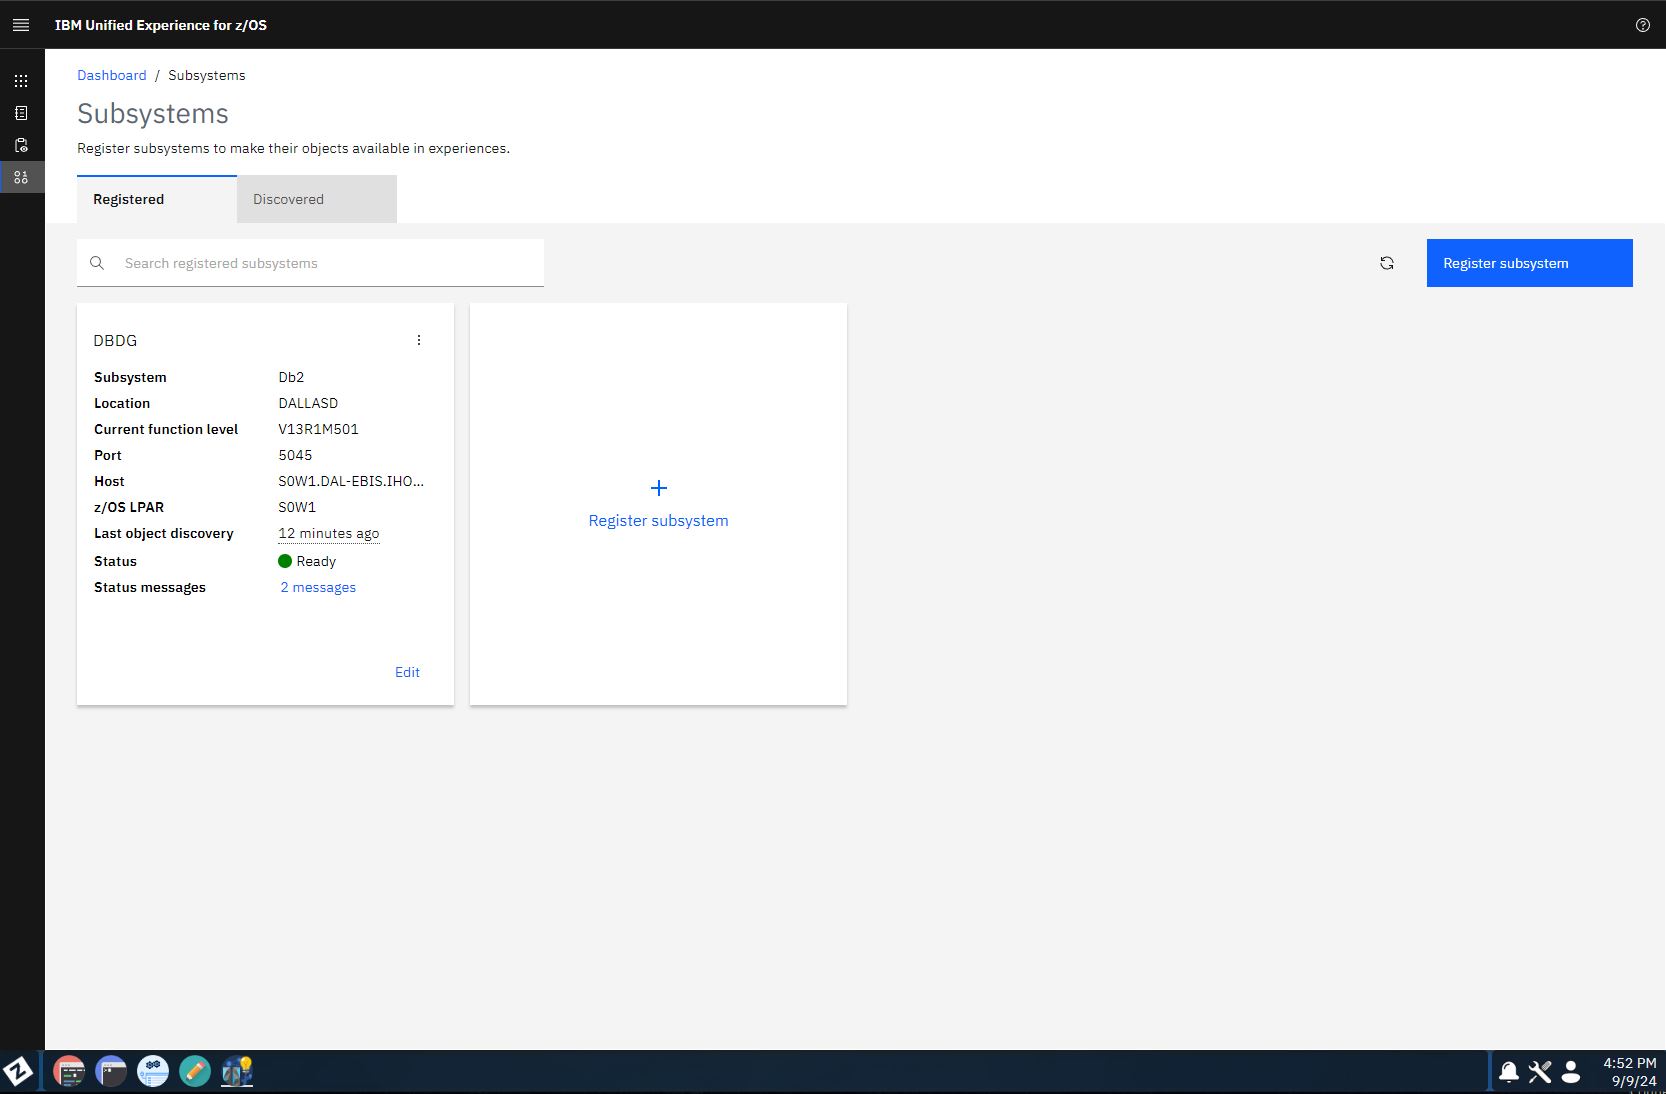 IBM Unified Experience for z/OS
Dashboard / Subsystems
Subsystems
Register subsystems to make their objects available in experiences.
Registered Discovered
Search registered subsystems
Register subsystem
DBDG
Subsystem Db2
Location DALLASD
Current function level V13R1M501
Port 5045
Host S0W1.DAL-EBIS.IHO...
z/OS LPAR S0W1
Last object discovery 12 minutes ago
Status Ready
Status messages 2 messages
Edit
Register subsystem
4:52 PM
9/9/24